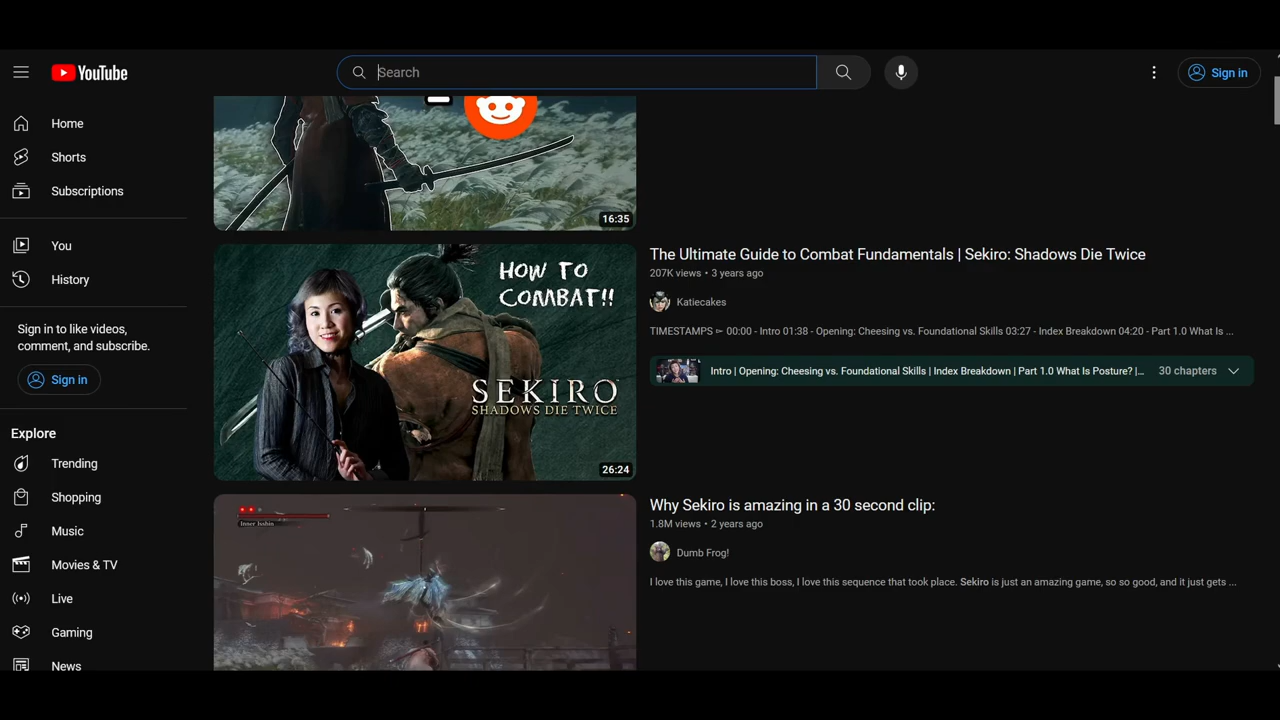 YouTube
Search
Sign in
Home
Shorts
Subscriptions
You
History
Sign in to like videos,
comment, and subscribe.
Sign in
Explore
Trending
Shopping
Music
Movies & TV
Live
Gaming
News
16:35
HOW TO
COMBAT!!
SEKIRO
SHADOWS DIE TWICE
26:24
The Ultimate Guide to Combat Fundamentals | Sekiro: Shadows Die Twice
207K views • 3 years ago
Katiecakes
TIMESTAMPS ⊳ 00:00 - Intro 01:38 - Opening: Cheesing vs. Foundational Skills 03:27 - Index Breakdown 04:20 - Part 1.0 What Is ...
Intro | Opening: Cheesing vs. Foundational Skills | Index Breakdown | Part 1.0 What Is Posture? |...
30 chapters
Inner Isshin
Why Sekiro is amazing in a 30 second clip:
1.8M views • 2 years ago
Dumb Frog!
I love this game, I love this boss, I love this sequence that took place. Sekiro is just an amazing game, so so good, and it just gets ...